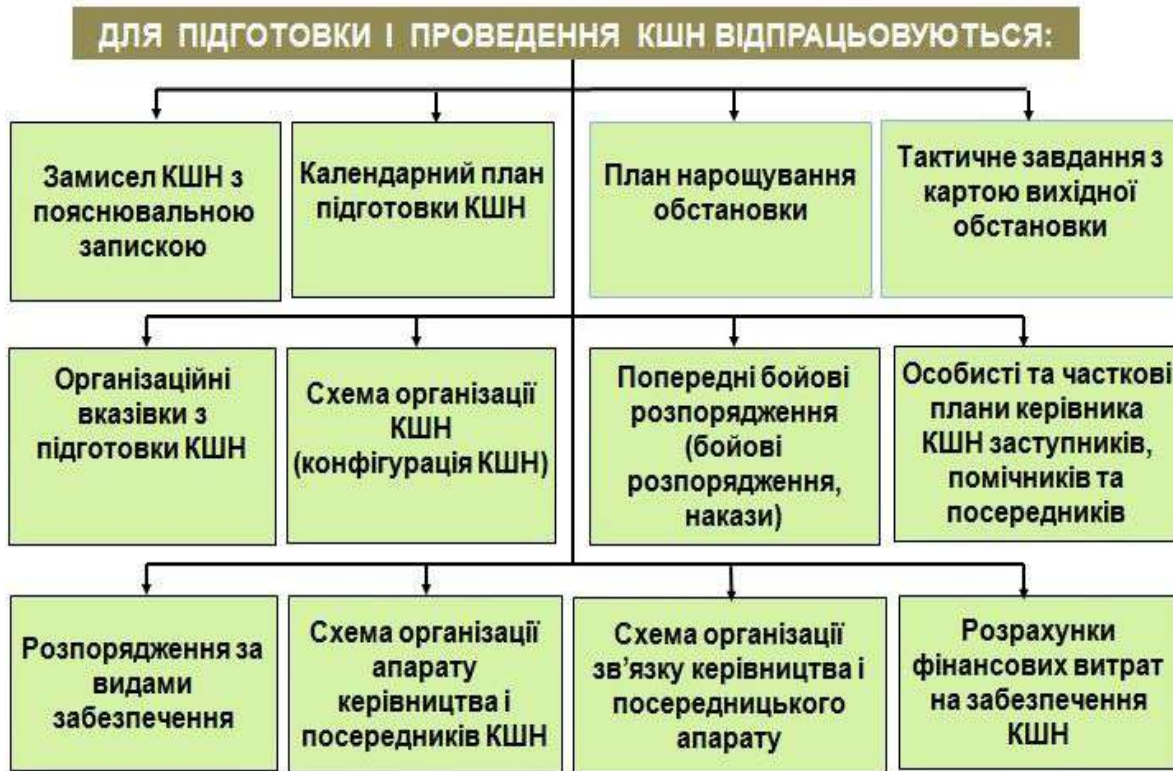 ДЛЯ ПІДГОТОВКИ І ПРОВЕДЕННЯ КШН ВІДПРАЦЬОВУЮТЬСЯ:
Замисел КШН з
пояснювальною
запискою
Календарний план
підготовки КШН
План нарощування
обстановки
Тактичне завдання з
картою вихідної
обстановки
Організаційні
вказівки з
підготовки КШН
Схема організації
КШН
(конфігурація КШН)
Попередні бойові
розпорядження
(бойові
розпорядження,
накази)
Особисті та часткові
плани керівника
КШН заступників,
помічників та
посередників
Розпорядження за
видами
забезпечення
Схема організації
апарату
керівництва і
посередників КШН
Схема організації
зв’язку керівництва і
посередницького
апарату
Розрахунки
фінансових витрат
на забезпечення
КШН